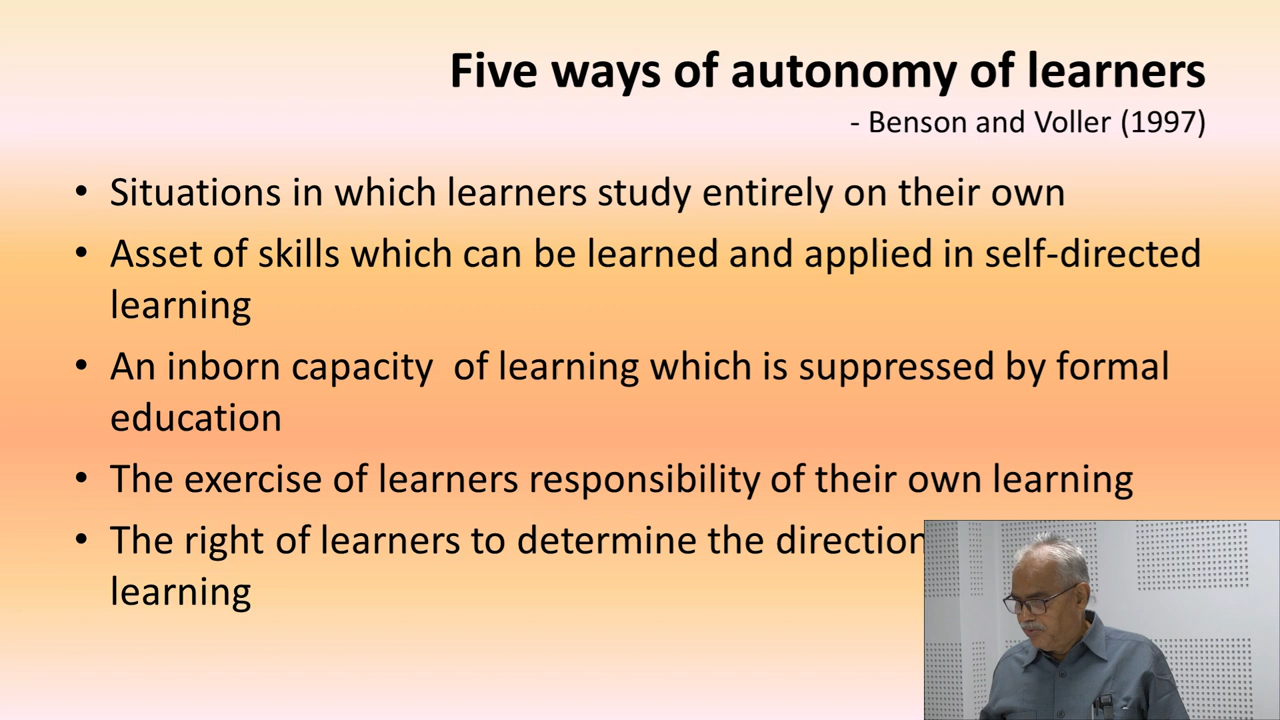 Five ways of autonomy of learners
- Benson and Voller (1997)
• Situations in which learners study entirely on their own
• Asset of skills which can be learned and applied in self-directed
learning
• An inborn capacity  of learning which is suppressed by formal
education
• The exercise of learners responsibility of their own learning
• The right of learners to determine the direction
learning